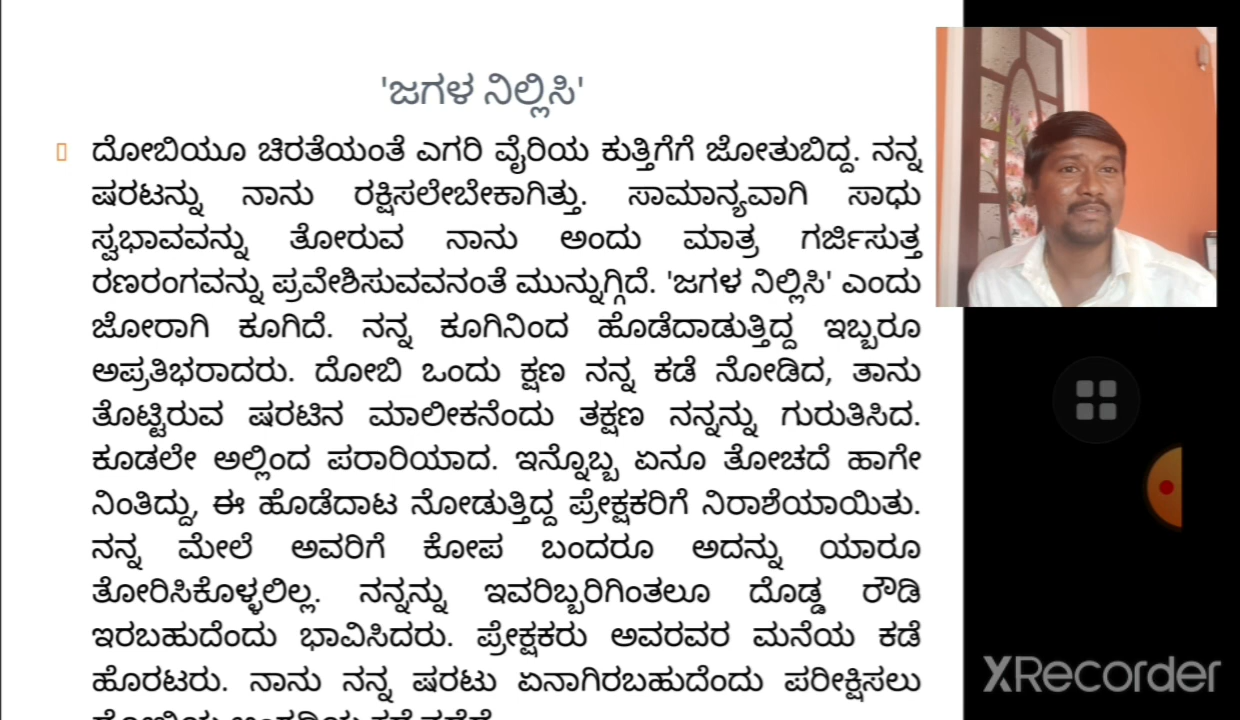 'ಜಗಳ ನಿಲ್ಲಿಸಿ'
ದೋಬಿಯೂ ಚಿರತೆಯಂತೆ ಎಗರಿ ವೈರಿಯ ಕುತ್ತಿಗೆಗೆ ಜೋತುಬಿದ್ದ. ನನ್ನ
ಷರಟನ್ನು ನಾನು ರಕ್ಷಿಸಲೇಬೇಕಾಗಿತ್ತು. ಸಾಮಾನ್ಯವಾಗಿ ಸಾಧು
ಸ್ವಭಾವವನ್ನು ತೋರುವ ನಾನು ಅಂದು ಮಾತ್ರ ಗರ್ಜಿಸುತ್ತ
ರಣರಂಗವನ್ನು ಪ್ರವೇಶಿಸುವವನಂತೆ ಮುನ್ನುಗ್ಗಿದೆ. 'ಜಗಳ ನಿಲ್ಲಿಸಿ' ಎಂದು
ಜೋರಾಗಿ ಕೂಗಿದೆ. ನನ್ನ ಕೂಗಿನಿಂದ ಹೊಡೆದಾಡುತ್ತಿದ್ದ ಇಬ್ಬರೂ
ಅಪ್ರತಿಭರಾದರು. ದೋಬಿ ಒಂದು ಕ್ಷಣ ನನ್ನ ಕಡೆ ನೋಡಿದ, ತಾನು
ತೊಟ್ಟಿರುವ ಷರಟಿನ ಮಾಲೀಕನೆಂದು ತಕ್ಷಣ ನನ್ನನ್ನು ಗುರುತಿಸಿದ.
ಕೂಡಲೇ ಅಲ್ಲಿಂದ ಪರಾರಿಯಾದ. ಇನ್ನೊಬ್ಬ ಏನೂ ತೋಚದೆ ಹಾಗೇ
ನಿಂತಿದ್ದು, ಈ ಹೊಡೆದಾಟ ನೋಡುತ್ತಿದ್ದ ಪ್ರೇಕ್ಷಕರಿಗೆ ನಿರಾಶೆಯಾಯಿತು.
ನನ್ನ ಮೇಲೆ ಅವರಿಗೆ ಕೋಪ ಬಂದರೂ ಅದನ್ನು ಯಾರೂ
ತೋರಿಸಿಕೊಳ್ಳಲಿಲ್ಲ. ನನ್ನನ್ನು ಇವರಿಬ್ಬರಿಗಿಂತಲೂ ದೊಡ್ಡ ರೌಡಿ
ಇರಬಹುದೆಂದು ಭಾವಿಸಿದರು. ಪ್ರೇಕ್ಷಕರು ಅವರವರ ಮನೆಯ ಕಡೆ
ಹೊರಟರು. ನಾನು ನನ್ನ ಷರಟು ಏನಾಗಿರಬಹುದೆಂದು ಪರೀಕ್ಷಿಸಲು
XRecorder